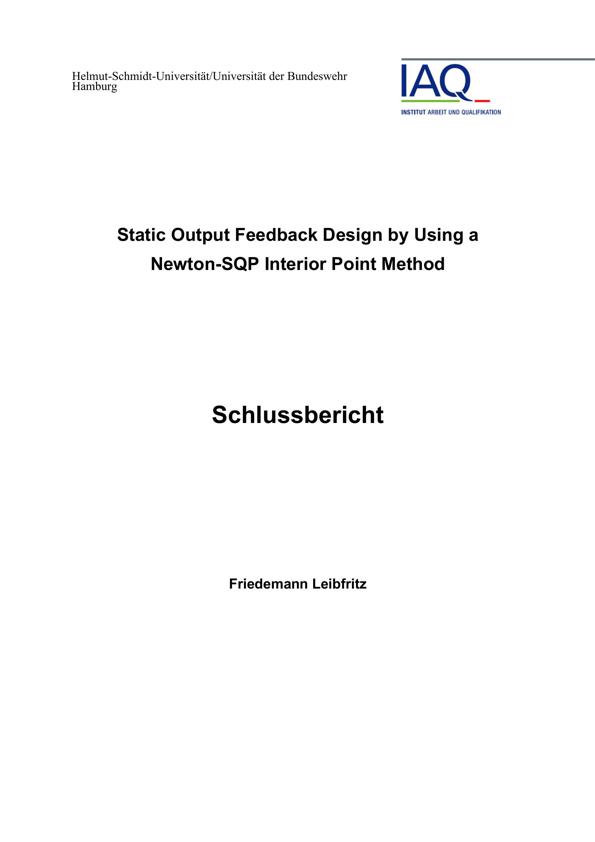 Helmut-Schmidt-Universität/Universität der Bundeswehr
Hamburg
IAQ
INSTITUT ARBEIT UND QUALIFIKATION
Static Output Feedback Design by Using a
Newton-SQP Interior Point Method
Schlussbericht
Friedemann Leibfritz